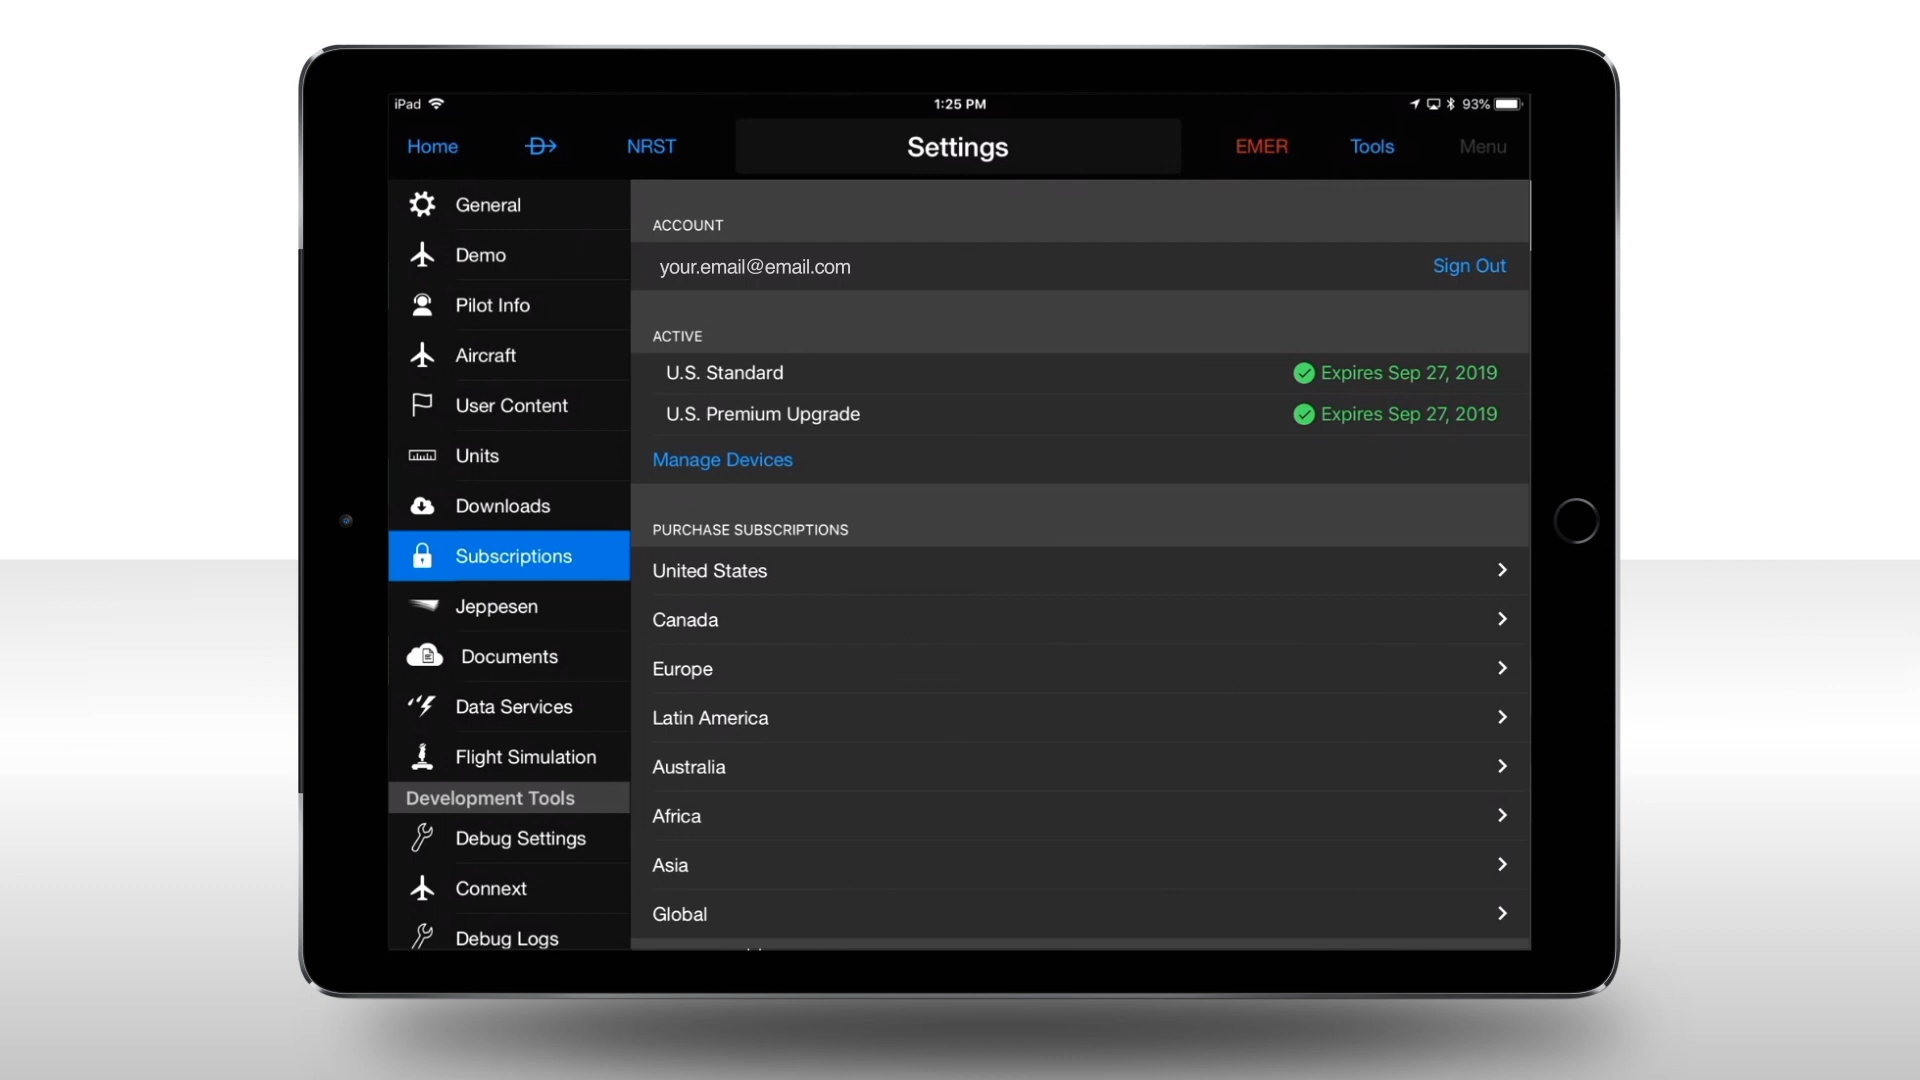 iPad
1:25 PM
93%
Home
NRST
Settings
EMER
Tools
Menu
General
Demo
Pilot Info
Aircraft
User Content
Units
Downloads
Subscriptions
Jeppesen
Documents
Data Services
Flight Simulation
Development Tools
Debug Settings
Connext
Debug Logs
ACCOUNT
your.email@email.com
Sign Out
ACTIVE
U.S. Standard
Expires Sep 27, 2019
U.S. Premium Upgrade
Expires Sep 27, 2019
Manage Devices
PURCHASE SUBSCRIPTIONS
United States
Canada
Europe
Latin America
Australia
Africa
Asia
Global